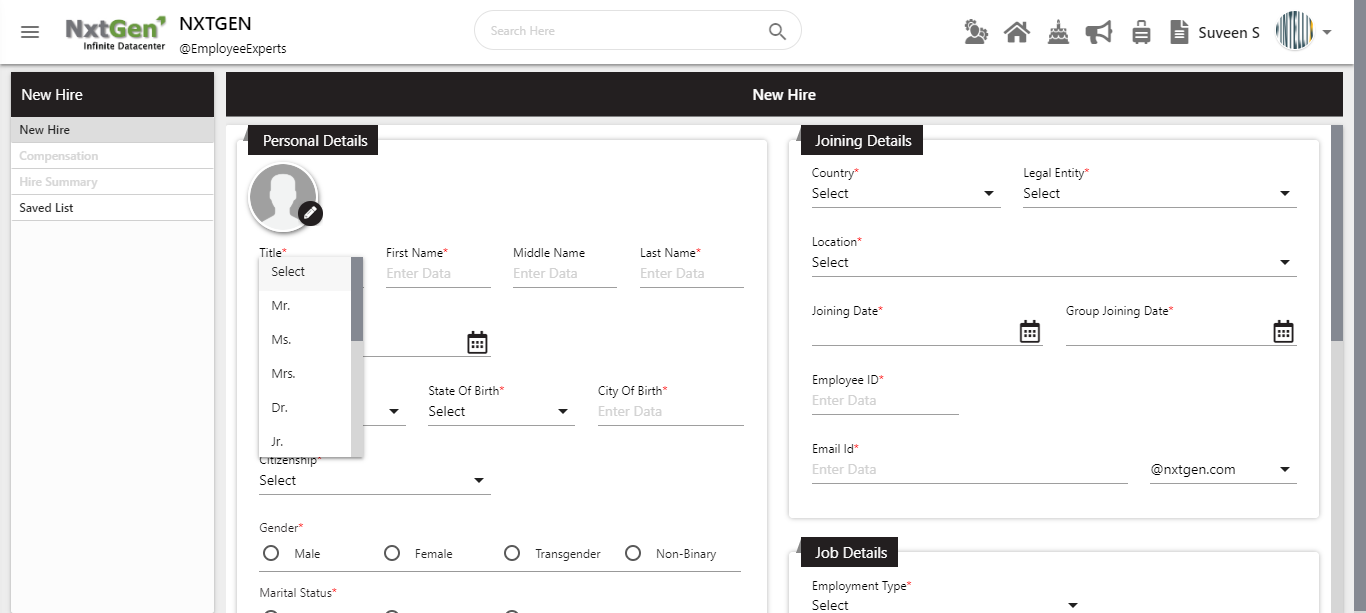 NxtGen
Infinite Datacenter
NXTGEN
@EmployeeExperts
Search Here
Suveen S
New Hire
New Hire
Compensation
Hire Summary
Saved List
New Hire
Personal Details
Title*
First Name*
Middle Name
Last Name*
Enter Data
Enter Data
Enter Data
Select
Mr.
Ms.
Mrs.
Dr.
Jr.
State Of Birth*
City Of Birth*
Select
Enter Data
Citizenship*
Select
Gender*
Male
Female
Transgender
Non-Binary
Marital Status*
Joining Details
Country*
Legal Entity*
Select
Select
Location*
Select
Joining Date*
Group Joining Date*
Employee ID*
Enter Data
Email Id*
Enter Data
@nxtgen.com
Job Details
Employment Type*
Select